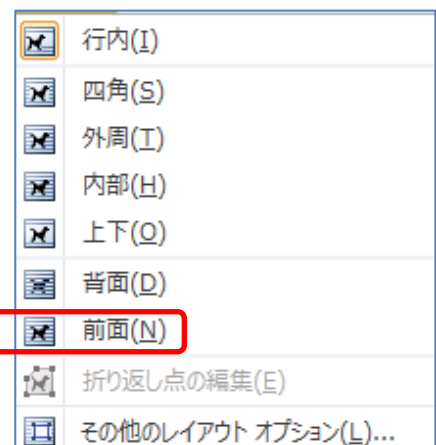 行内(I)
四角(S)
外周(T)
内部(H)
上下(O)
背面(D)
前面(N)
折り返し点の編集(E)
その他のレイアウト オプション(L)...